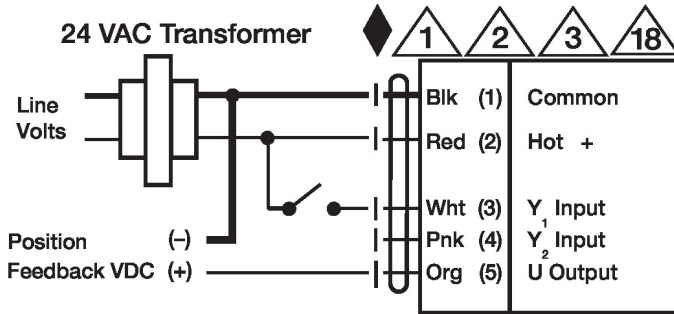 24 VAC Transformer
1 2 3 18
Line
Volts
Blk (1) Common
Red (2) Hot +
Wht (3) Y1 Input
Pnk (4) Y2 Input
Org (5) U Output
Position (–)
Feedback VDC (+)